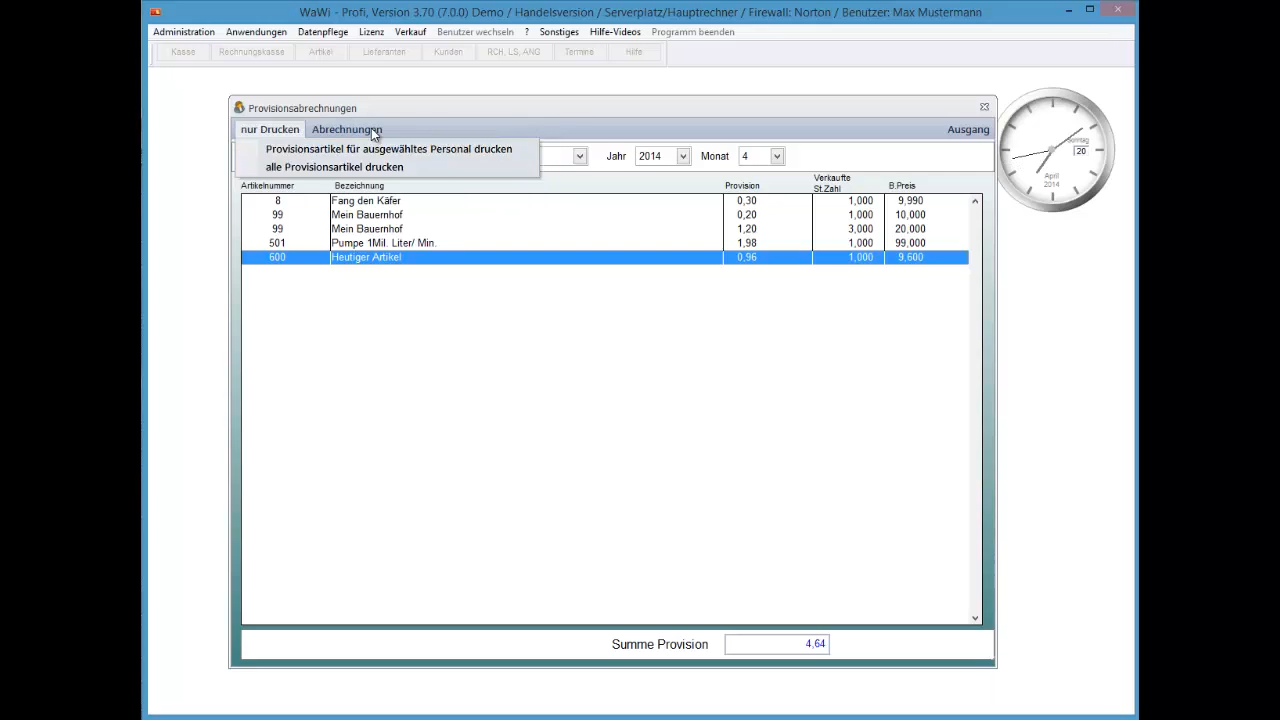 WaWi - Profi, Version 3.70 (7.0.0) Demo / Handelsversion / Serverplatz/Hauptrechner / Firewall: Norton / Benutzer: Max Mustermann
Administration Anwendungen Datenpflege Lizenz Verkauf Benutzer wechseln ? Sonstiges Hilfe-Videos Programm beenden
Kasse Rechnungskasse Artikel Lieferanten Kunden RCH, LS, ANG Termine Hilfe
Provisionsabrechnungen
nur Drucken Abrechnungen Ausgang
Provisionsartikel für ausgewähltes Personal drucken
alle Provisionsartikel drucken
Jahr 2014 Monat 4
Artikelnummer Bezeichnung Provision Verkaufte St.Zahl B.Preis
8 Fang den Käfer 0,30 1,000 9,990
99 Mein Bauernhof 0,20 1,000 10,000
99 Mein Bauernhof 1,20 3,000 20,000
501 Pumpe 1Mil. Liter/ Min. 1,98 1,000 99,000
600 Heutiger Artikel 0,96 1,000 9,600
Summe Provision 4,64
Sonntag
20
April
2014